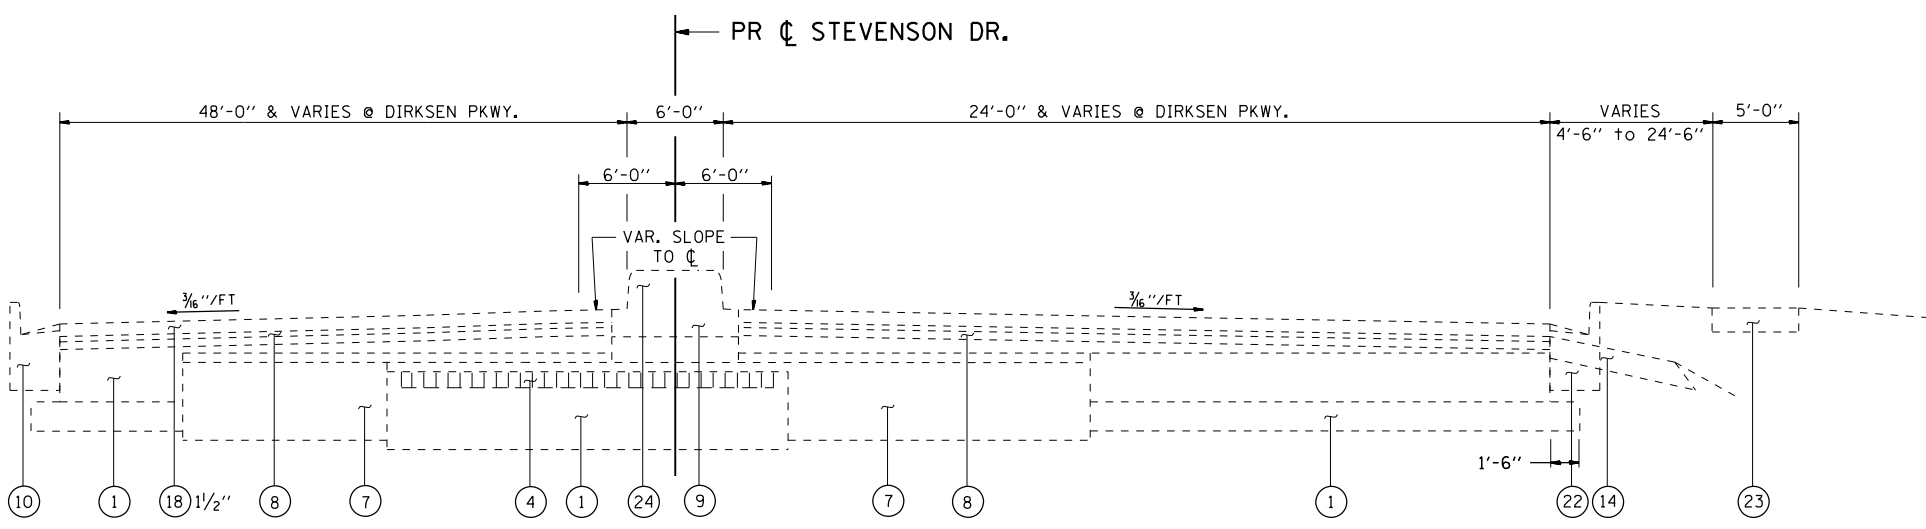 PR ℄ STEVENSON DR.
48'-0" & VARIES @ DIRKSEN PKWY.
6'-0"
24'-0" & VARIES @ DIRKSEN PKWY.
VARIES
4'-6" to 24'-6"
5'-0"
6'-0"
6'-0"
VAR. SLOPE
TO ℄
3/16"/FT
3/16"/FT
1'-6"
10
1
18
1 1/2"
8
7
4
1
24
9
7
8
1
22
14
23